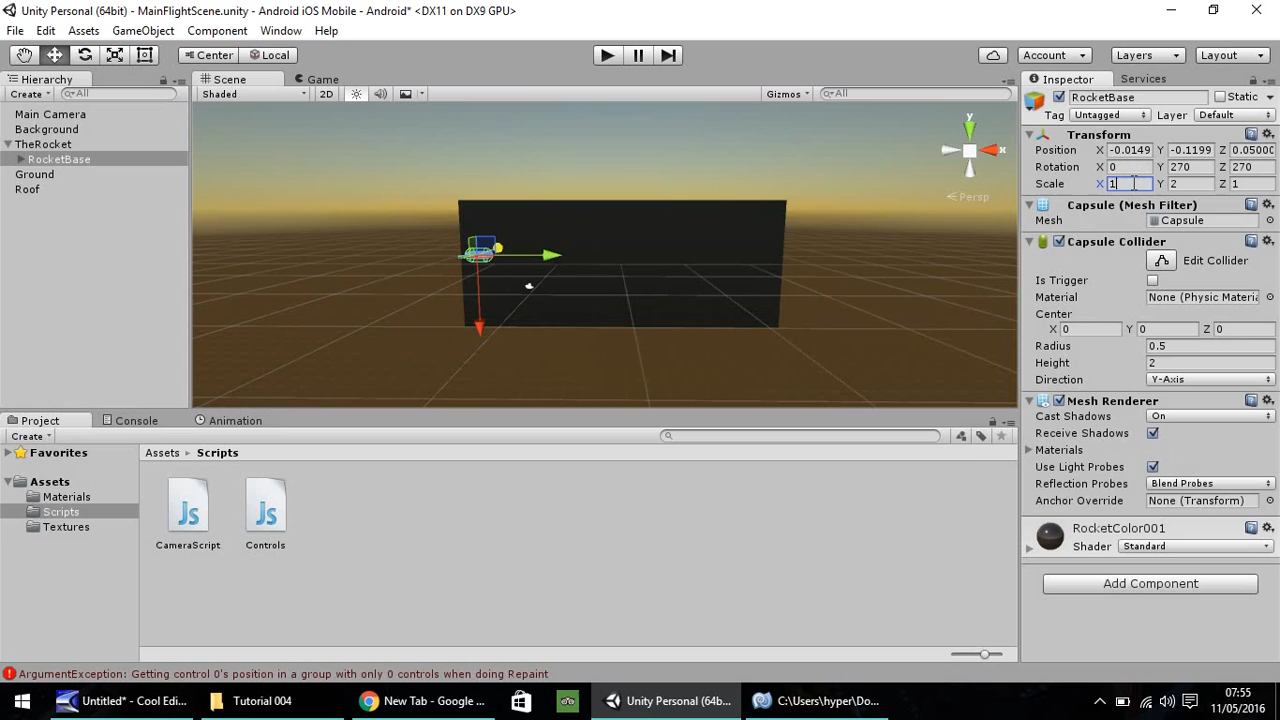 Unity Personal (64bit) - MainFlightScene.unity - Android iOS Mobile - Android* <DX11 on DX9 GPU>
File Edit Assets GameObject Component Window Help
Center Local Account Layers Layout
Hierarchy
Create All
Main Camera
Background
TheRocket
RocketBase
Ground
Roof
Scene Game
Shaded 2D Gizmos All
y
x
Persp
Inspector Services
RocketBase Static
Tag Untagged Layer Default
Transform
Position X -0.0149 Y -0.1199 Z 0.05000
Rotation X 0 Y 270 Z 270
Scale X 1 Y 2 Z 1
Capsule (Mesh Filter)
Mesh Capsule
Capsule Collider
Edit Collider
Is Trigger
Material None (Physic Materia
Center
X 0 Y 0 Z 0
Radius 0.5
Height 2
Direction Y-Axis
Mesh Renderer
Cast Shadows On
Receive Shadows
Materials
Use Light Probes
Reflection Probes Blend Probes
Anchor Override None (Transform)
RocketColor001
Shader Standard
Add Component
Project Console Animation
Create
Favorites
Assets
Materials
Scripts
Textures
Assets Scripts
Js Js
CameraScript Controls
ArgumentException: Getting control 0's position in a group with only 0 controls when doing Repaint
Untitled* - Cool Edi... Tutorial 004 New Tab - Google ... Unity Personal (64b... C:\Users\hyper\Do...
07:55
11/05/2016